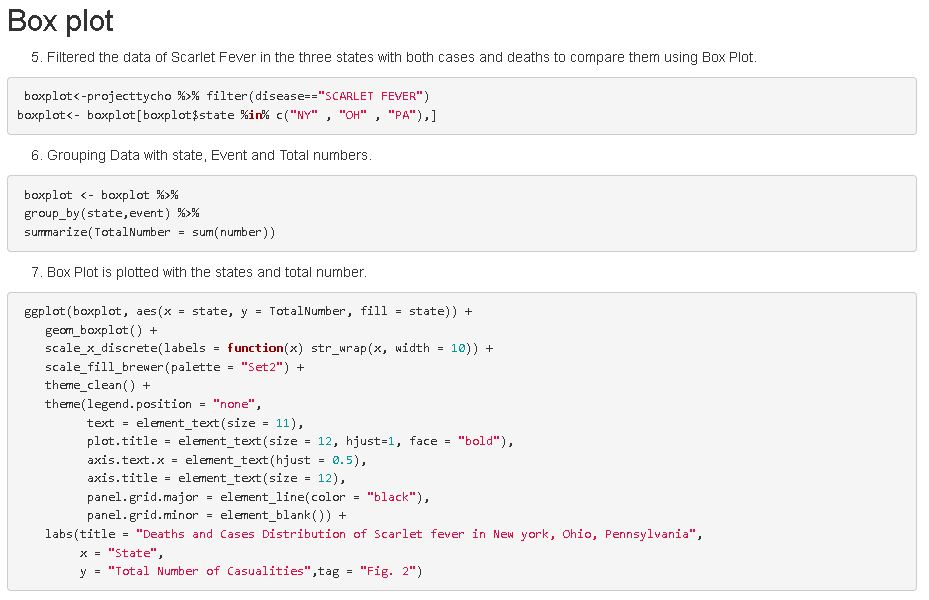 Box plot
5. Filtered the data of Scarlet Fever in the three states with both cases and deaths to compare them using Box Plot.
boxplot<-projecttycho %>% filter(disease=="SCARLET FEVER")
boxplot<- boxplot[boxplot$state %in% c("NY" , "OH" , "PA"),]
6. Grouping Data with state, Event and Total numbers.
boxplot <- boxplot %>%
group_by(state,event) %>%
summarize(TotalNumber = sum(number))
7. Box Plot is plotted with the states and total number.
ggplot(boxplot, aes(x = state, y = TotalNumber, fill = state)) +
geom_boxplot() +
scale_x_discrete(labels = function(x) str_wrap(x, width = 10)) +
scale_fill_brewer(palette = "Set2") +
theme_clean() +
theme(legend.position = "none",
text = element_text(size = 11),
plot.title = element_text(size = 12, hjust=1, face = "bold"),
axis.text.x = element_text(hjust = 0.5),
axis.title = element_text(size = 12),
panel.grid.major = element_line(color = "black"),
panel.grid.minor = element_blank()) +
labs(title = "Deaths and Cases Distribution of Scarlet fever in New york, Ohio, Pennsylvania",
x = "State",
y = "Total Number of Casualities",tag = "Fig. 2")